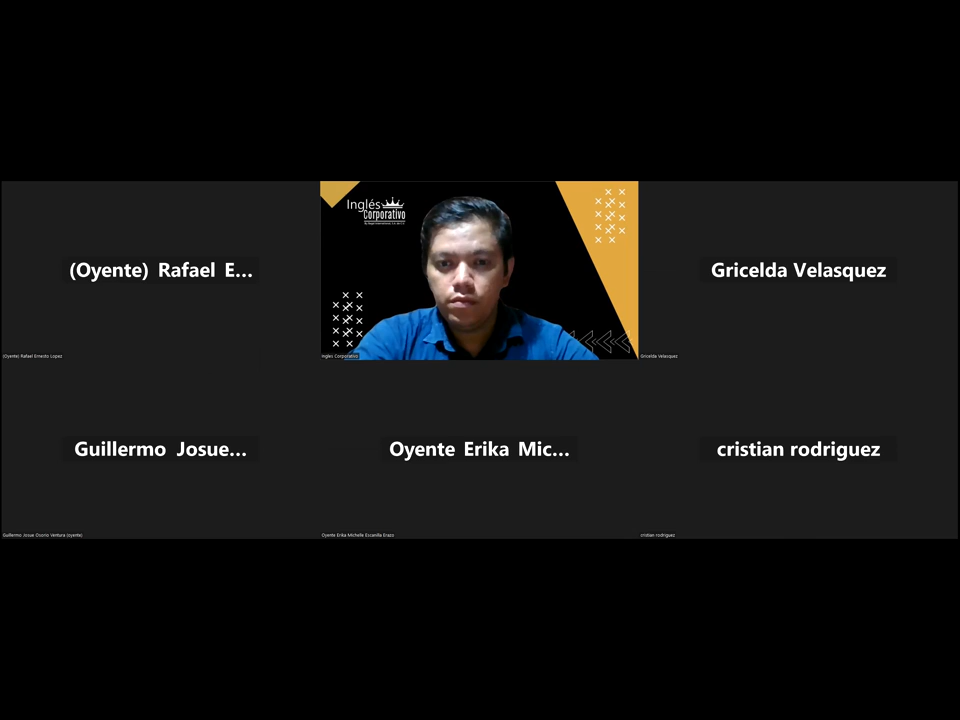 (Oyente) Rafael E...
(Oyente) Rafael Ernesto Lopez
Inglés
Corporativo
Inglés Corporativo
Gricelda Velasquez
Gricelda Velasquez
Guillermo Josue...
Guillermo Josue Osorio Ventura (oyente)
Oyente Erika Mic...
Oyente Erika Michelle Escanilla Erazo
cristian rodriguez
cristian rodriguez